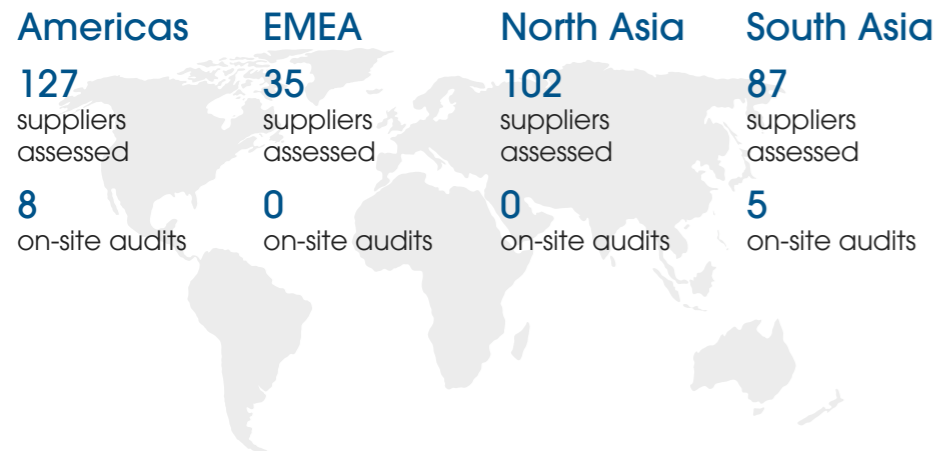 Americas
127
suppliers
assessed
8
on-site audits
EMEA
35
suppliers
assessed
0
on-site audits
North Asia
102
suppliers
assessed
0
on-site audits
South Asia
87
suppliers
assessed
5
on-site audits